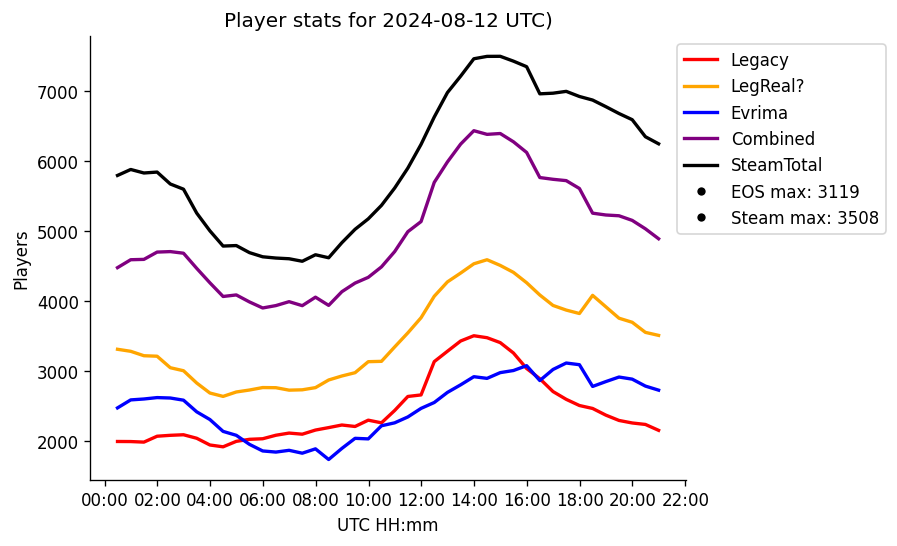 Player stats for 2024-08-12 UTC)
Players
7000
6000
5000
4000
3000
2000
00:00 02:00 04:00 06:00 08:00 10:00 12:00 14:00 16:00 18:00 20:00 22:00
UTC HH:mm
Legacy
LegReal?
Evrima
Combined
SteamTotal
EOS max: 3119
Steam max: 3508